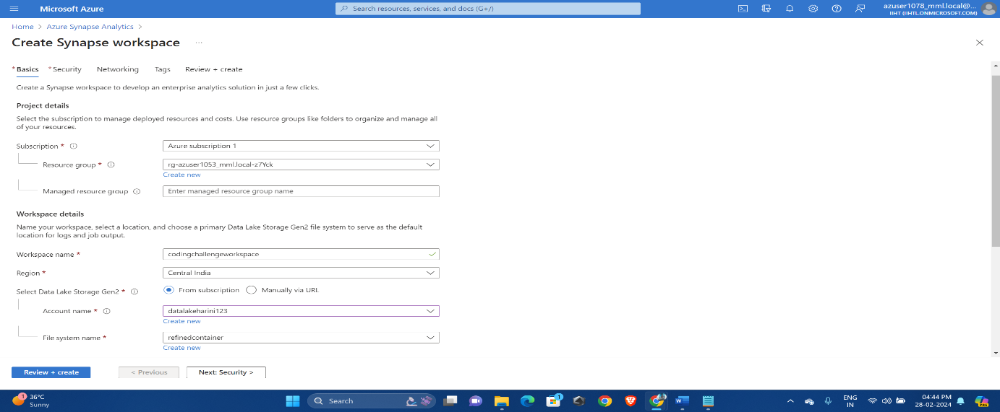 Microsoft Azure
Search resources, services, and docs (G+/)
azuser1078_mml.local@...
IIHT (IIHTL.ONMICROSOFT.COM)
Home > Azure Synapse Analytics >
Create Synapse workspace ...
* Basics * Security Networking Tags Review + create
Create a Synapse workspace to develop an enterprise analytics solution in just a few clicks.
Project details
Select the subscription to manage deployed resources and costs. Use resource groups like folders to organize and manage all
of your resources.
Subscription * Azure subscription 1
Resource group * rg-azuser1053_mml.local-z7Yck
Create new
Managed resource group Enter managed resource group name
Workspace details
Name your workspace, select a location, and choose a primary Data Lake Storage Gen2 file system to serve as the default
location for logs and job output.
Workspace name * codingchallengeworkspace
Region * Central India
Select Data Lake Storage Gen2 * From subscription Manually via URL
Account name * datalakeharini123
Create new
File system name * refinedcontainer
Create new
Review + create < Previous Next: Security >
1 36°C
Sunny
Search
1
ENG
IN
04:44 PM
28-02-2024
PRE